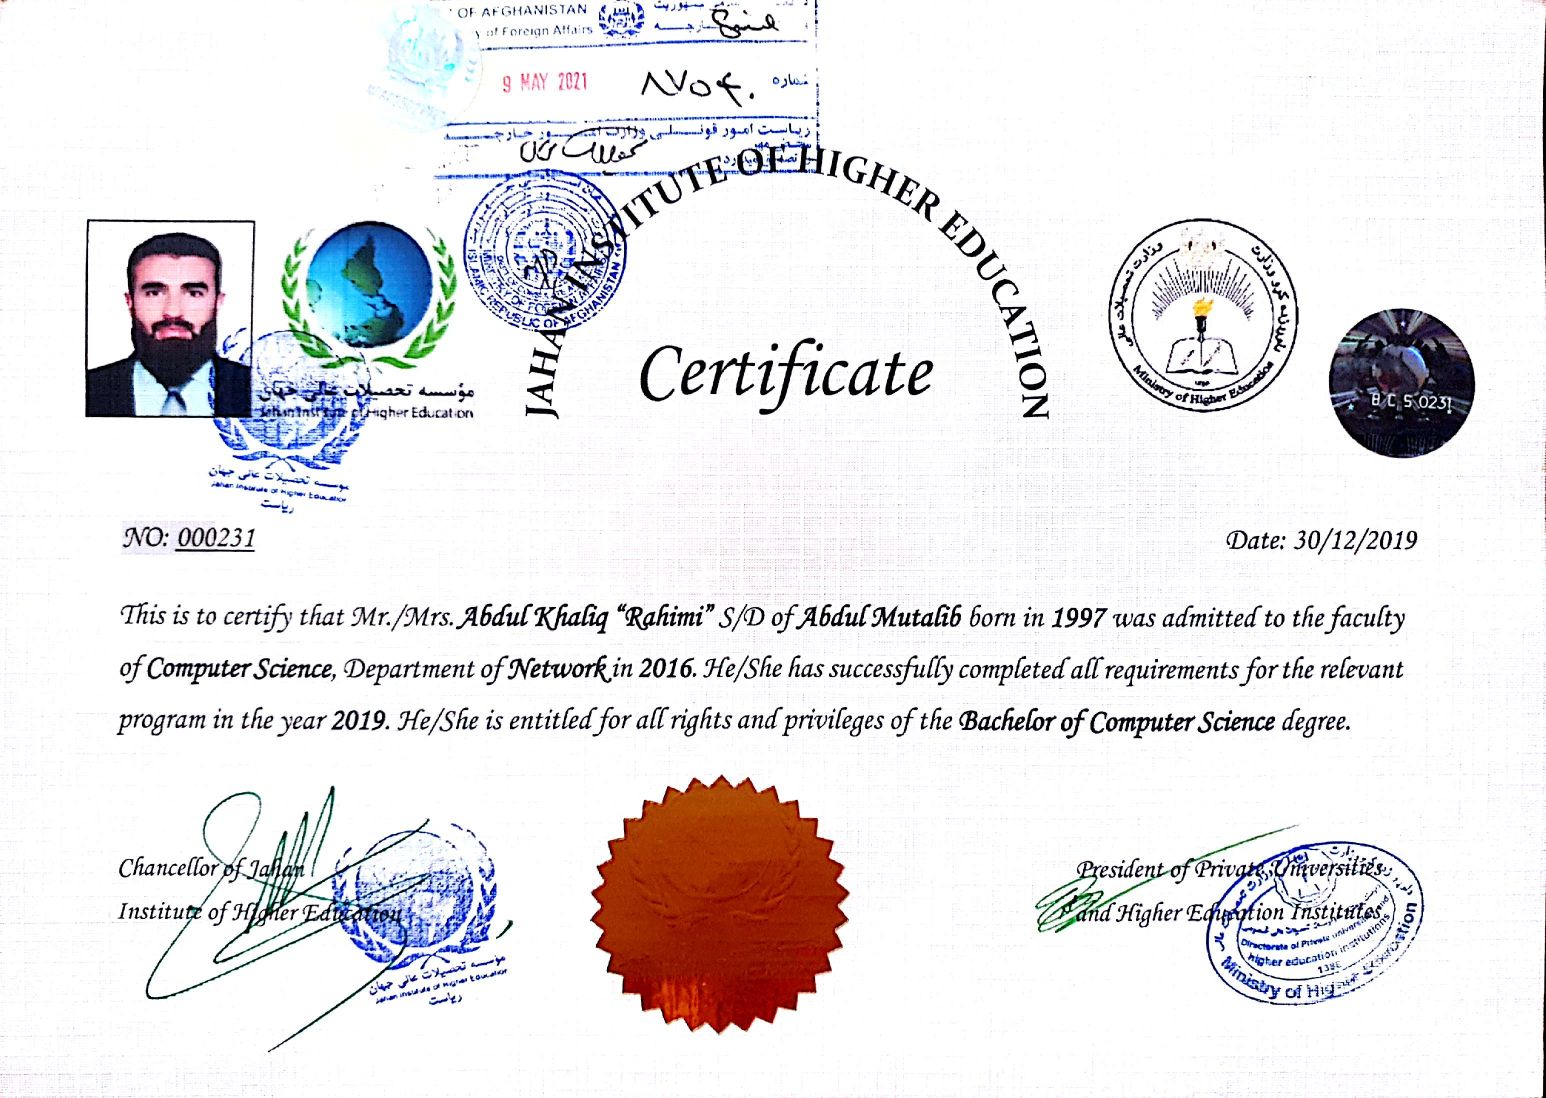 OF AFGHANISTAN
of Foreign Affairs
9 MAY 2021
۸۷۵۴۰
شماره
JAHAN INSTITUTE OF HIGHER EDUCATION
Certificate
ISLAMIC REPUBLIC OF AFGHANISTAN
مؤسسه تحصیلات عالی جهان
Jahan Institute of Higher Education
موسسه تحصیلات عالی جهان
Jahan Institute of Higher Education
ریاست
وزارت تحصیلات عالی
Ministry of Higher Education
B C S 0231
NO: 000231
Date: 30/12/2019
This is to certify that Mr./Mrs. Abdul Khaliq “Rahimi” S/D of Abdul Mutalib born in 1997 was admitted to the faculty
of Computer Science, Department of Network in 2016. He/She has successfully completed all requirements for the relevant
program in the year 2019. He/She is entitled for all rights and privileges of the Bachelor of Computer Science degree.
Chancellor of Jahan
Institute of Higher Education
موسسه تحصیلات عالی جهان
Jahan Institute of Higher Education
ریاست
President of Private Universities
and Higher Education Institutes
Directorate of Private universities and
higher education institutions
1386
Ministry of Higher Education